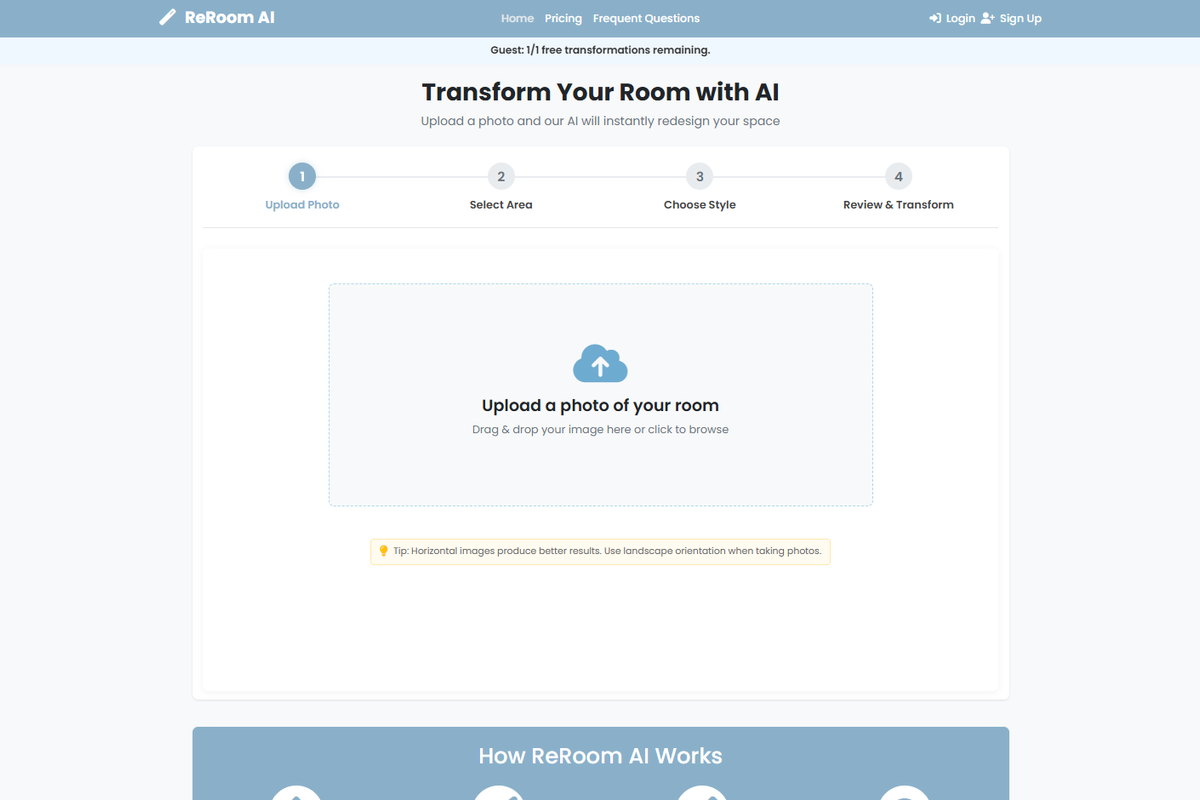 ReRoom AI
Home Pricing Frequent Questions
Login Sign Up
Guest: 1/1 free transformations remaining.
Transform Your Room with AI
Upload a photo and our AI will instantly redesign your space
1 2 3 4
Upload Photo Select Area Choose Style Review & Transform
Upload a photo of your room
Drag & drop your image here or click to browse
Tip: Horizontal images produce better results. Use landscape orientation when taking photos.
How ReRoom AI Works